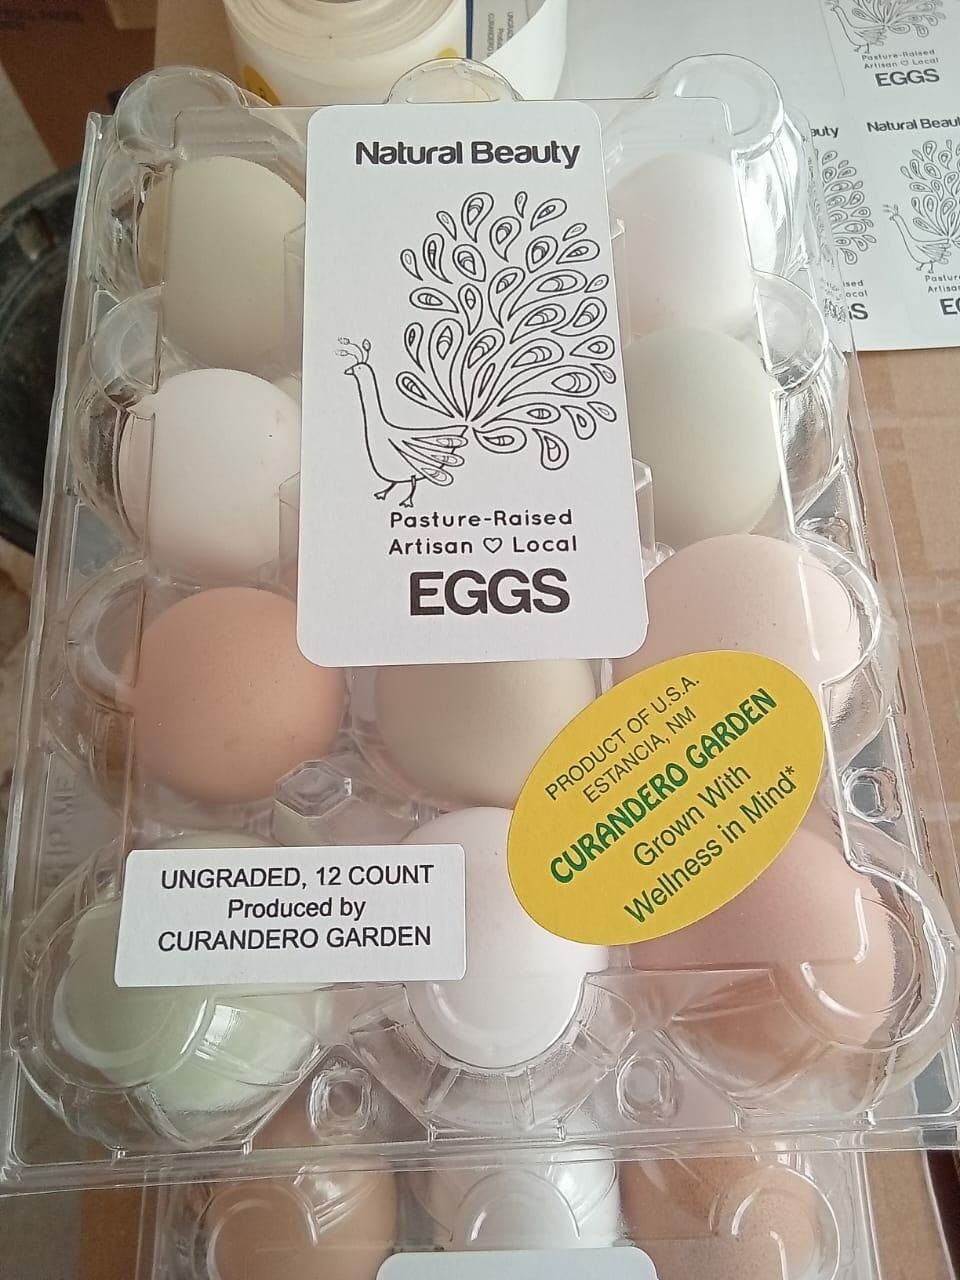 Natural Beauty
Pasture-Raised
Artisan ♡ Local
EGGS
PRODUCT OF U.S.A.
ESTANCIA, NM
CURANDERO GARDEN
Grown With
Wellness in Mind*
UNGRADED, 12 COUNT
Produced by
CURANDERO GARDEN
Pasture-Raised
Artisan ♡ Local
EGGS
Natural